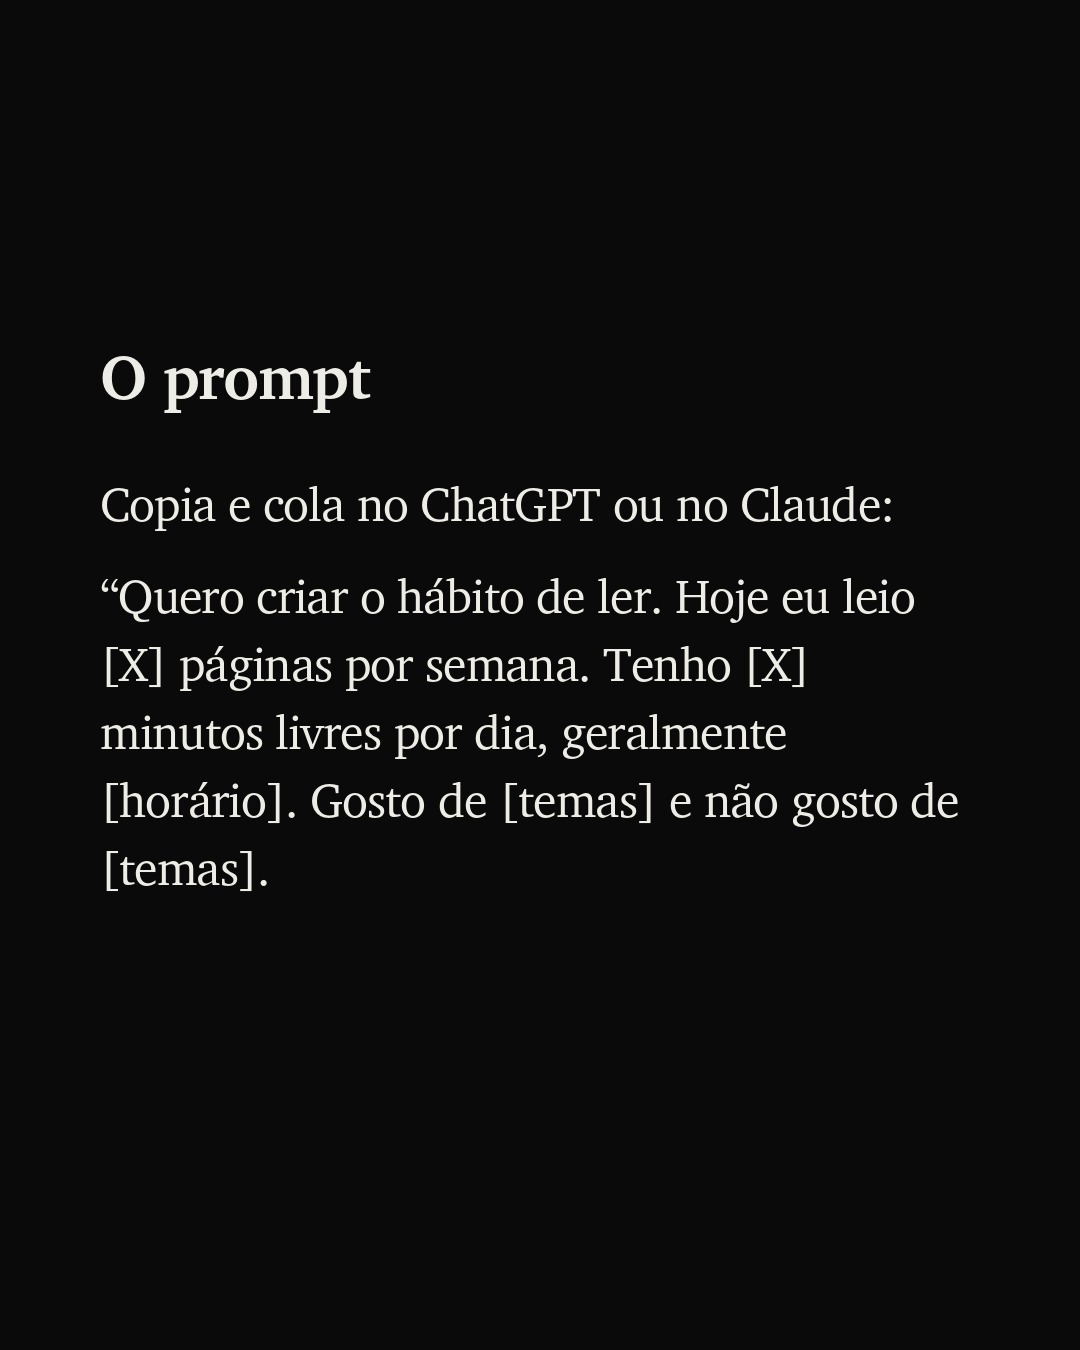 O prompt
Copia e cola no ChatGPT ou no Claude:
“Quero criar o hábito de ler. Hoje eu leio
[X] páginas por semana. Tenho [X]
minutos livres por dia, geralmente
[horário]. Gosto de [temas] e não gosto de
[temas].